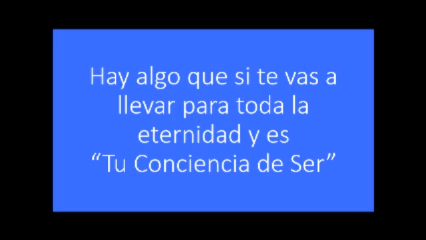 Hay algo que si te vas a
llevar para toda la
eternidad y es
“Tu Conciencia de Ser”